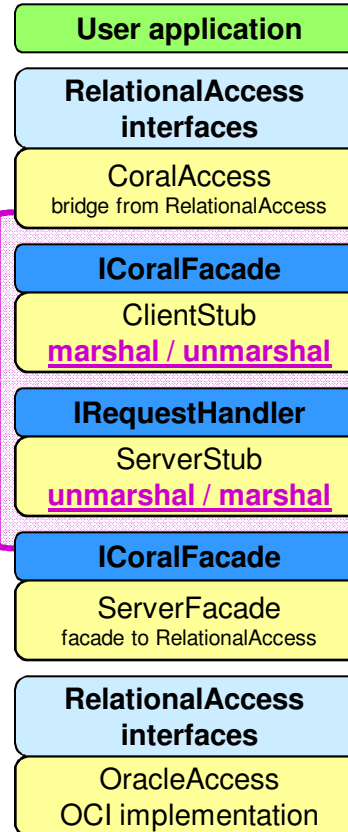 User application
RelationalAccess
interfaces
CoralAccess
bridge from RelationalAccess
ICoralFacade
ClientStub
marshal / unmarshal
IRequestHandler
ServerStub
unmarshal / marshal
ICoralFacade
ServerFacade
facade to RelationalAccess
RelationalAccess
interfaces
OracleAccess
OCI implementation